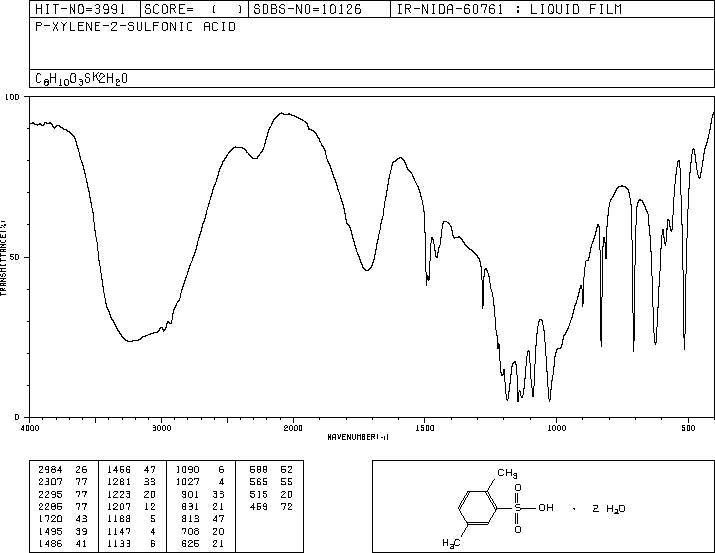 HIT-NO=3991 SCORE= ( ) SDBS-NO=10126 IR-NIDA-60761 : LIQUID FILM
P-XYLENE-2-SULFONIC ACID
C8H10O3S·2H2O
100
50
0
TRANSMITTANCE(%)
4000 3000 2000 1500 1000 500
WAVENUMBER(-1)
2984 26 1456 47 1090 6 588 52
2307 77 1281 33 1027 4 565 55
2295 77 1223 20 901 33 515 20
2285 77 1207 12 831 21 459 72
1720 43 1188 5 813 47
1495 39 1147 4 708 20
1486 41 1133 6 625 21
CH3
O
S OH · 2 H2O
O
H3C